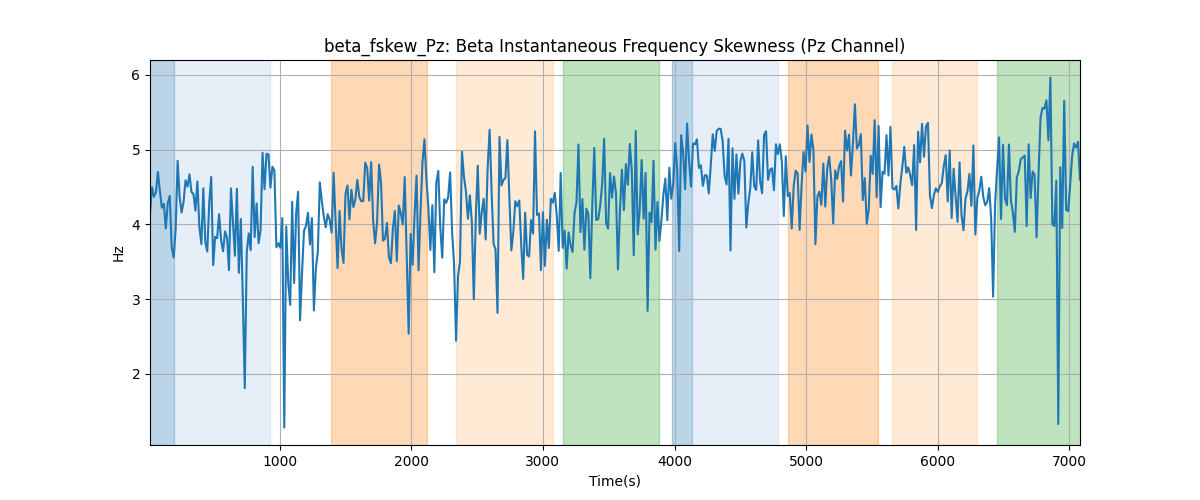 beta_fskew_Pz: Beta Instantaneous Frequency Skewness (Pz Channel)
6
5
4
3
2
Hz
1000 2000 3000 4000 5000 6000 7000
Time(s)